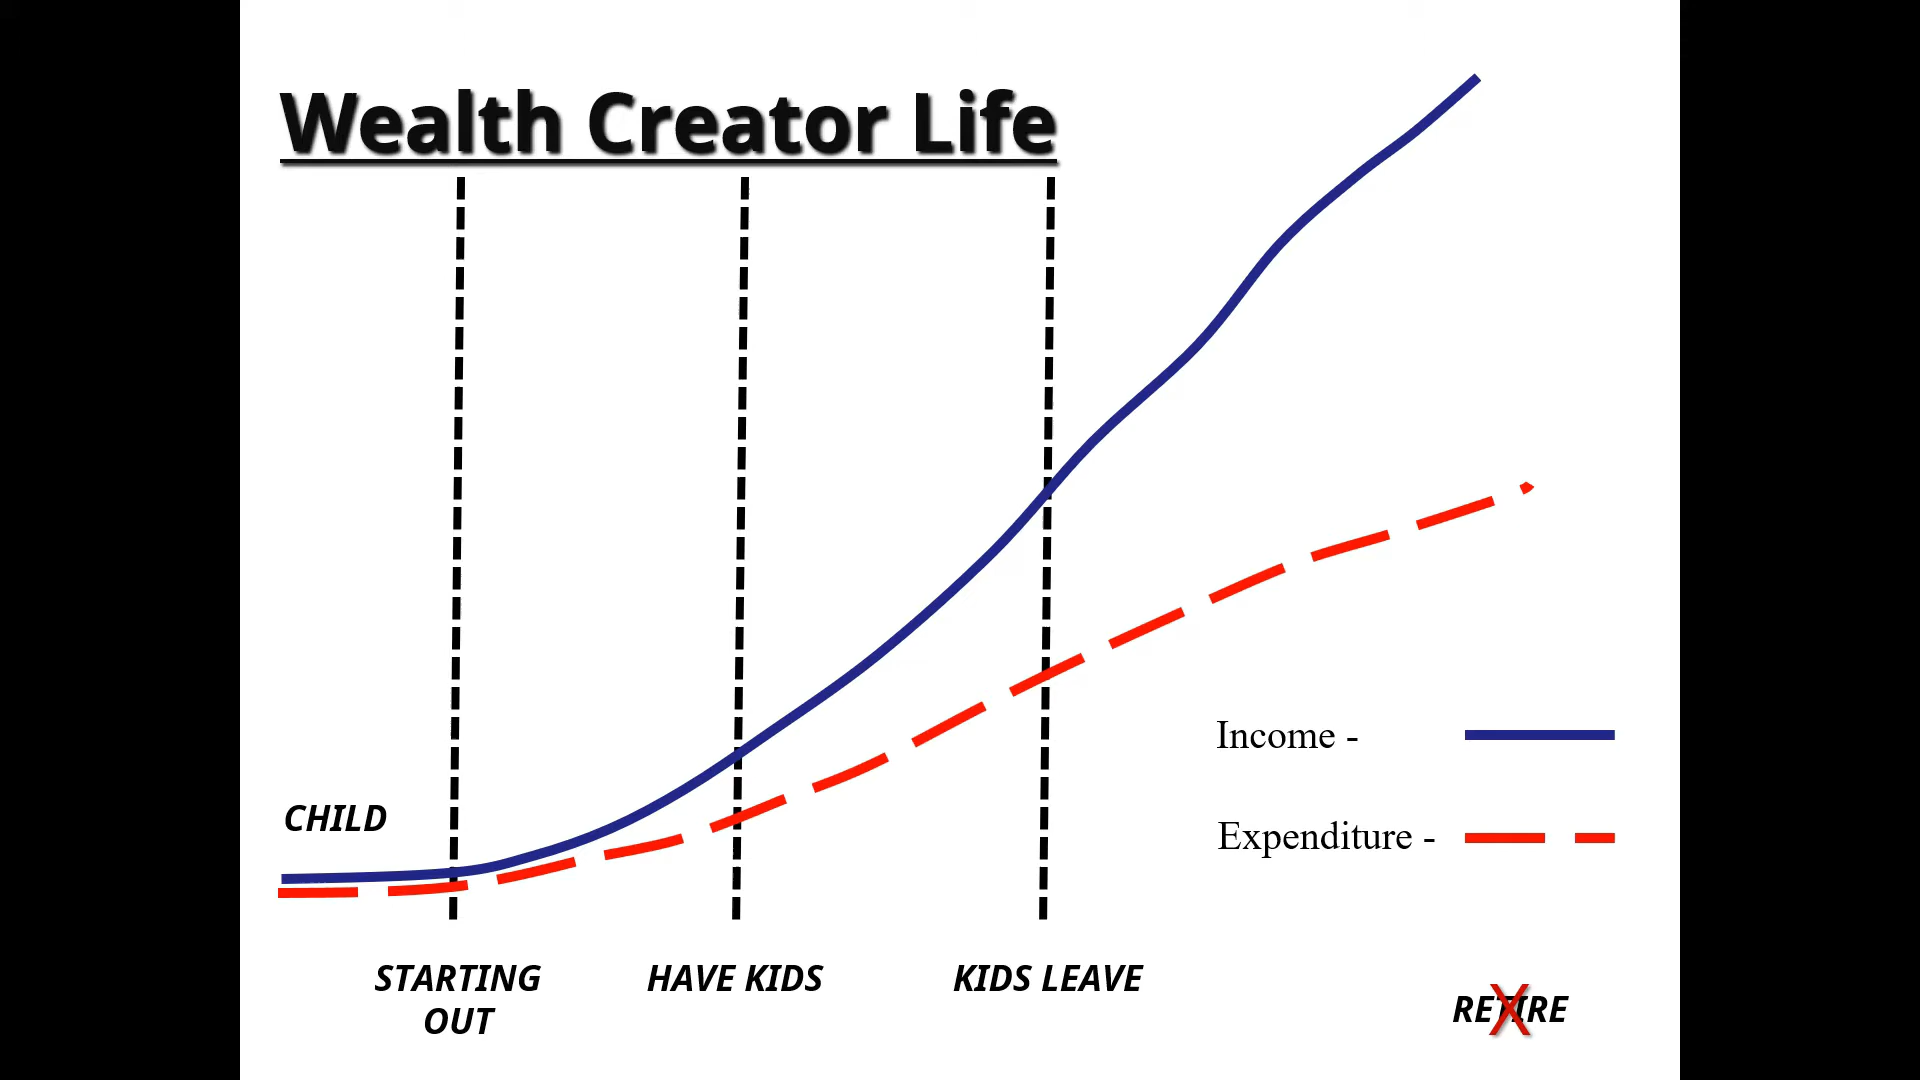 Wealth Creator Life
CHILD
Income -
Expenditure -
STARTING
OUT
HAVE KIDS
KIDS LEAVE
RETIRE
X